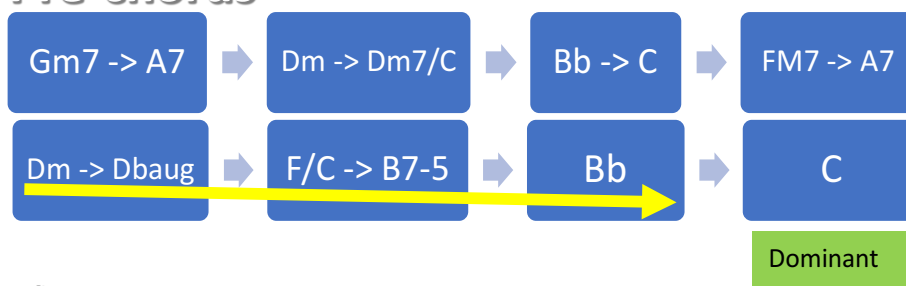 Gm7 -> A7
Dm -> Dm7/C
Bb -> C
FM7 -> A7
Dm -> Dbaug
F/C -> B7-5
Bb
C
Dominant